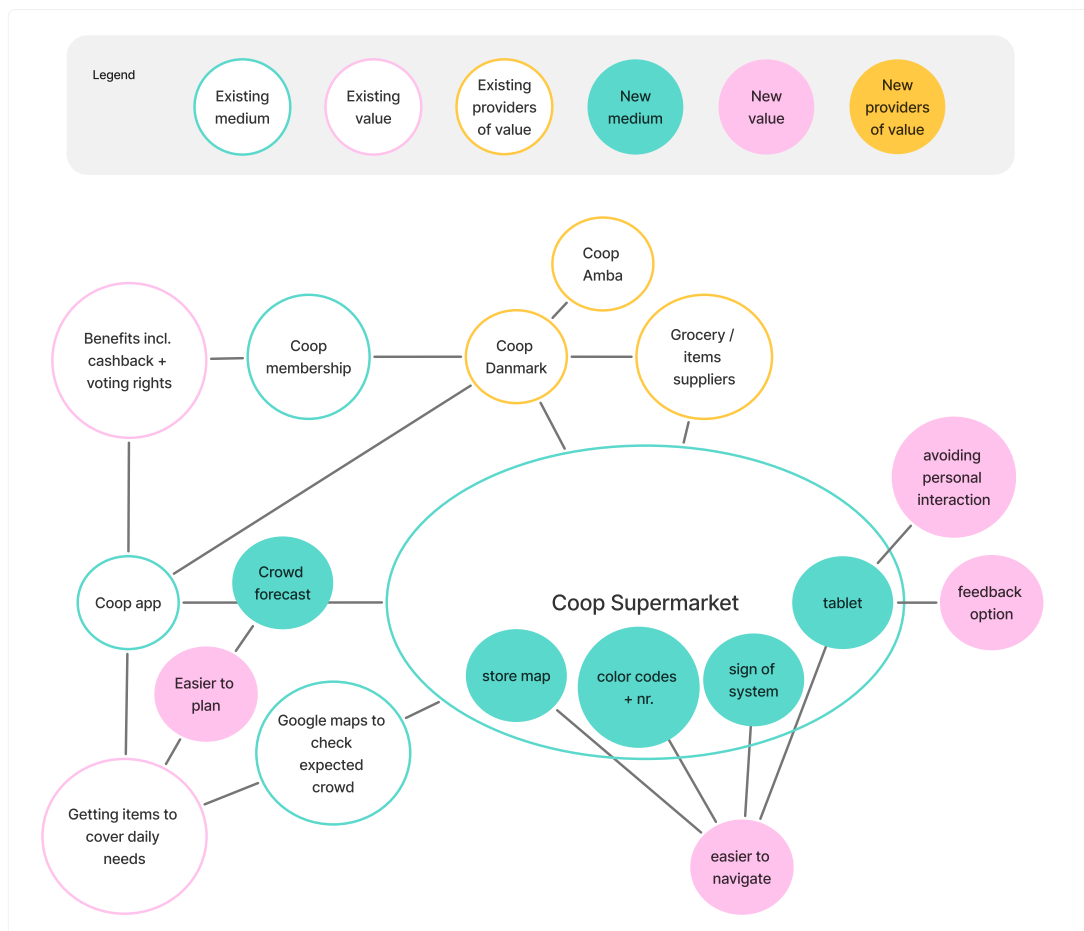 Legend
Existing
medium
Existing
value
Existing
providers
of value
New
medium
New
value
New
providers
of value
Coop
Amba
Benefits incl.
cashback +
voting rights
Coop
membership
Coop
Danmark
Grocery /
items
suppliers
avoiding
personal
interaction
Crowd
forecast
Coop app
Coop Supermarket
tablet
feedback
option
store map
color codes
+ nr.
sign of
system
Easier to
plan
Google maps to
check
expected
crowd
Getting items to
cover daily
needs
easier to
navigate